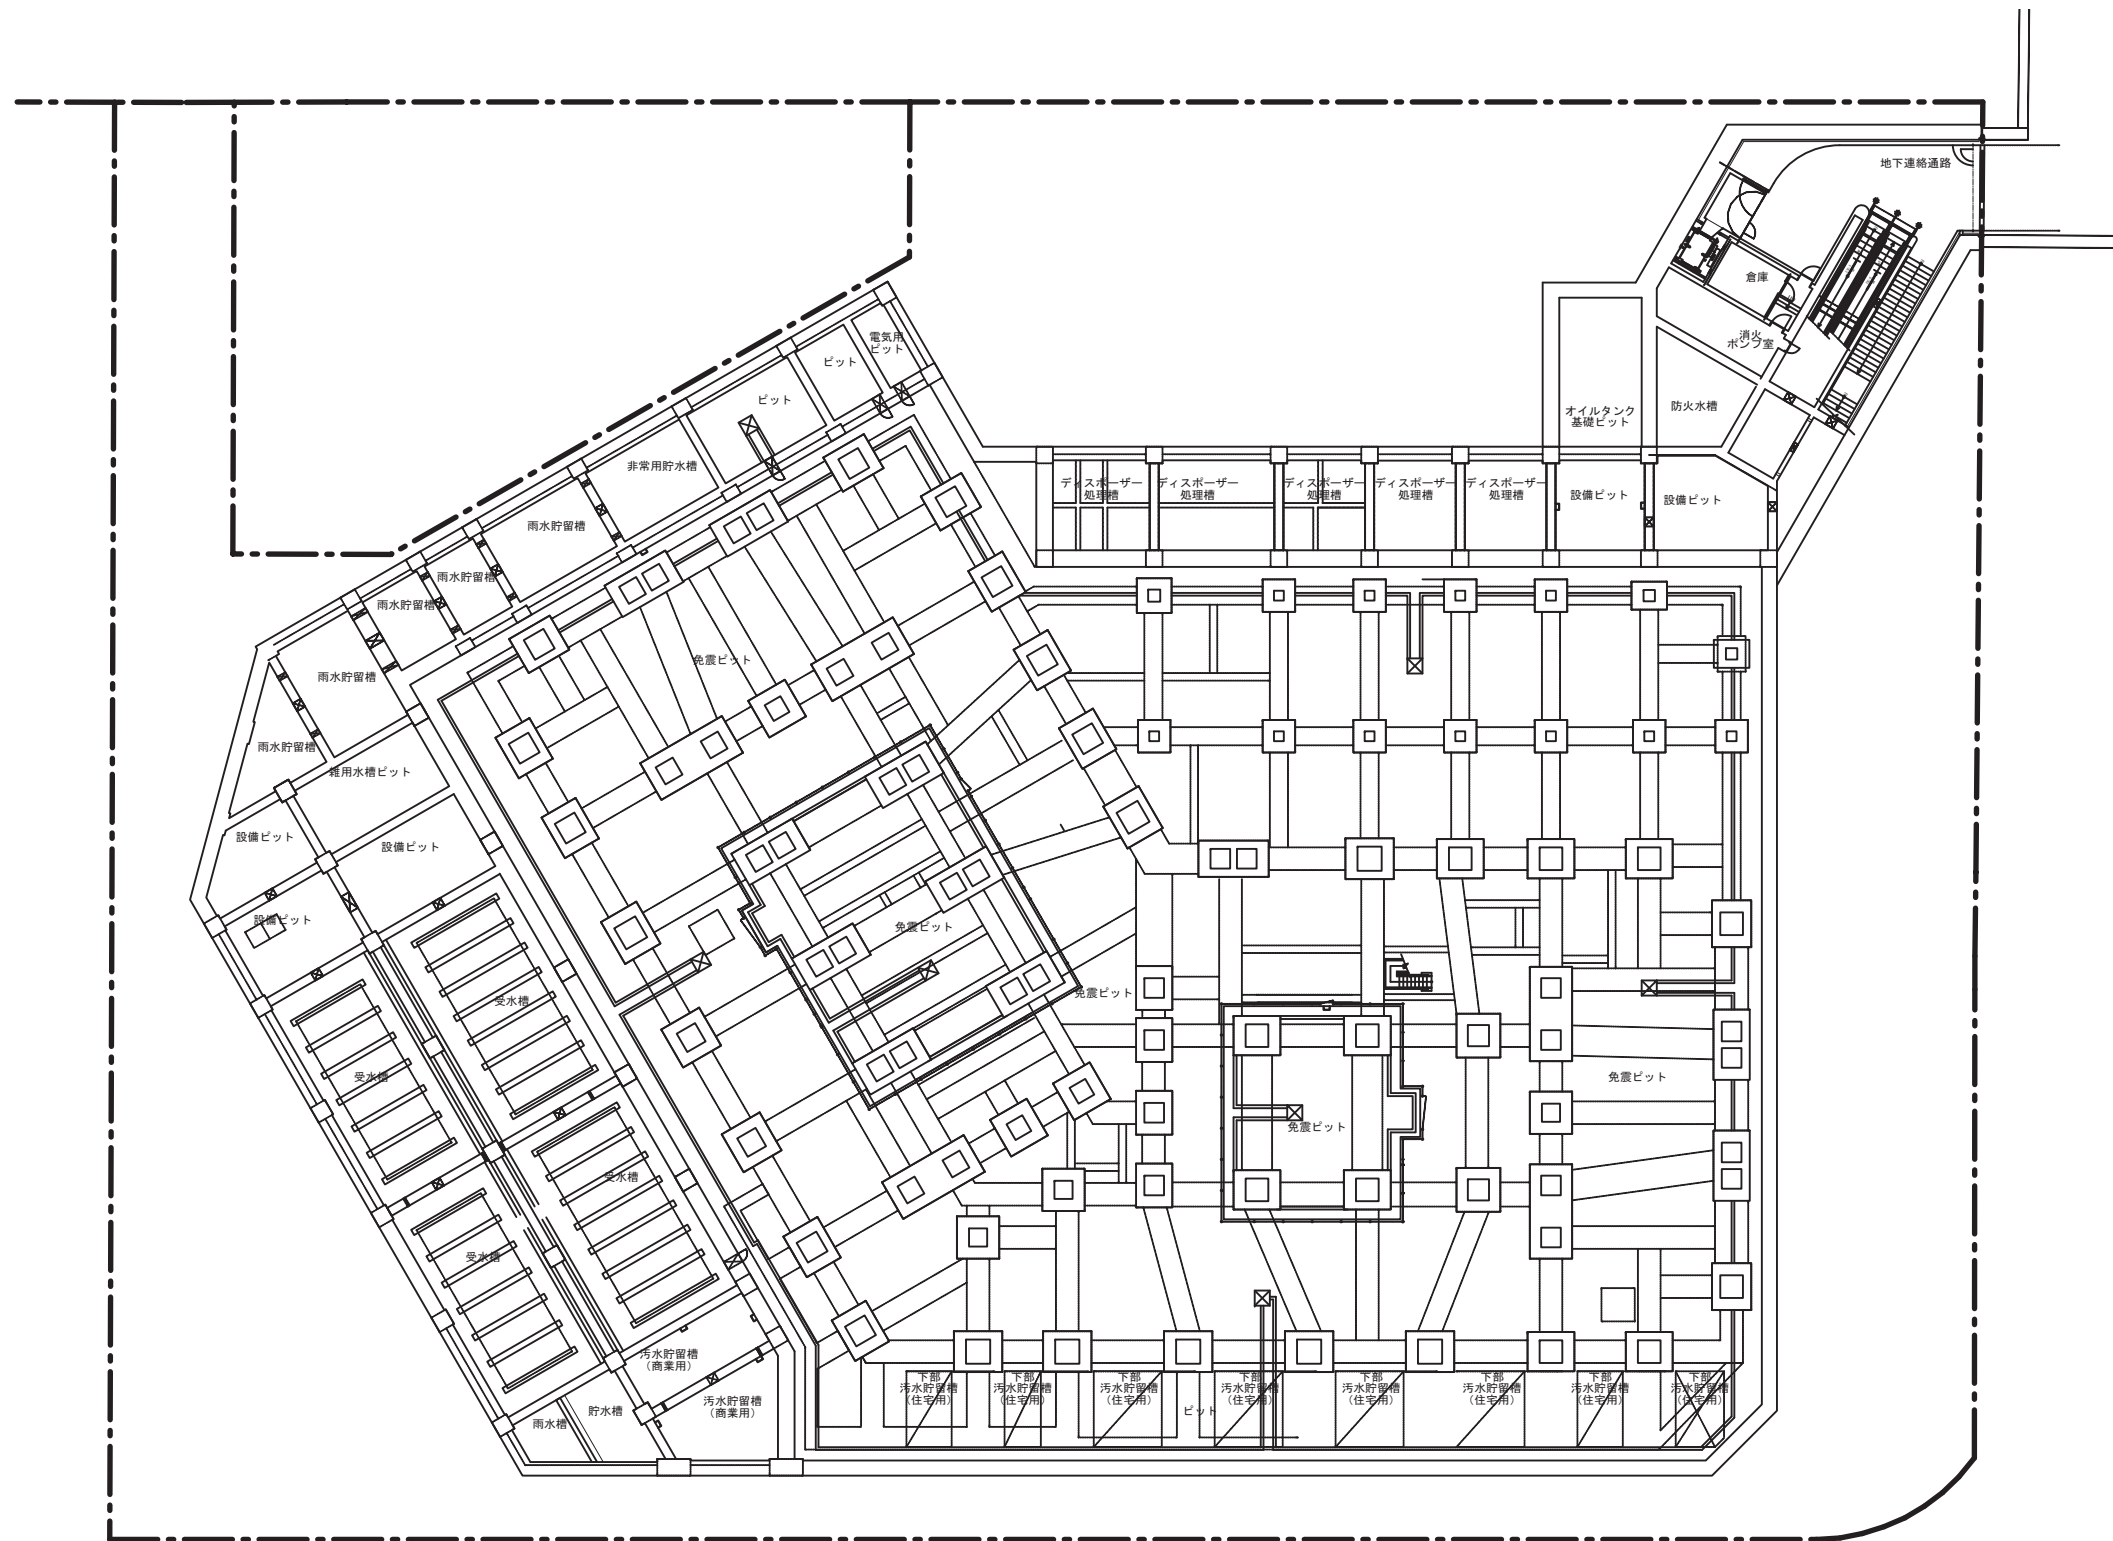 地下連絡通路
倉庫
消火
ポンプ室
電気用
ピット
ピット
ピット
オイルタンク
基礎ピット
防火水槽
非常用貯水槽
ディスポーザー
処理槽
ディスポーザー
処理槽
ディスポーザー
処理槽
ディスポーザー
処理槽
ディスポーザー
処理槽
設備ピット
設備ピット
雨水貯留槽
雨水貯留槽
雨水貯留槽
雨水貯留槽
雨水貯留槽
免震ピット
雑用水槽ピット
設備ピット
設備ピット
設備ピット
免震ピット
免震ピット
受水槽
受水槽
免震ピット
免震ピット
受水槽
受水槽
汚水貯留槽
（商業用）
汚水貯留槽
（商業用）
貯水槽
雨水槽
下部
汚水貯留槽
（住宅用）
下部
汚水貯留槽
（住宅用）
下部
汚水貯留槽
（住宅用）
ピット
下部
汚水貯留槽
（住宅用）
下部
汚水貯留槽
（住宅用）
下部
汚水貯留槽
（住宅用）
下部
汚水貯留槽
（住宅用）
下部
汚水貯留槽
（住宅用）